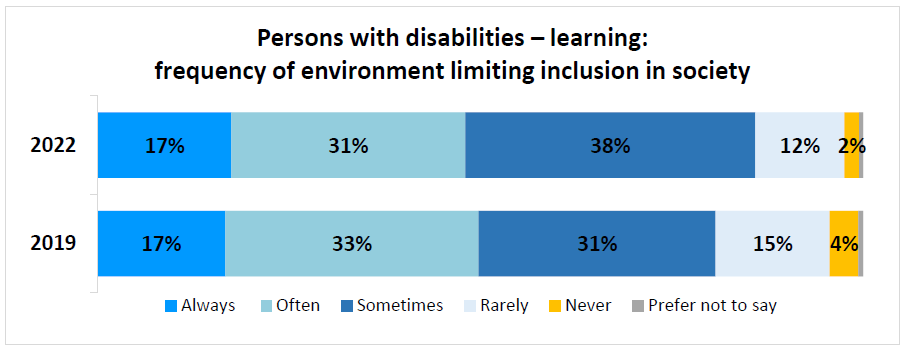 Persons with disabilities – learning:
frequency of environment limiting inclusion in society
2022 17% 31% 38% 12% 2%
2019 17% 33% 31% 15% 4%
Always Often Sometimes Rarely Never Prefer not to say